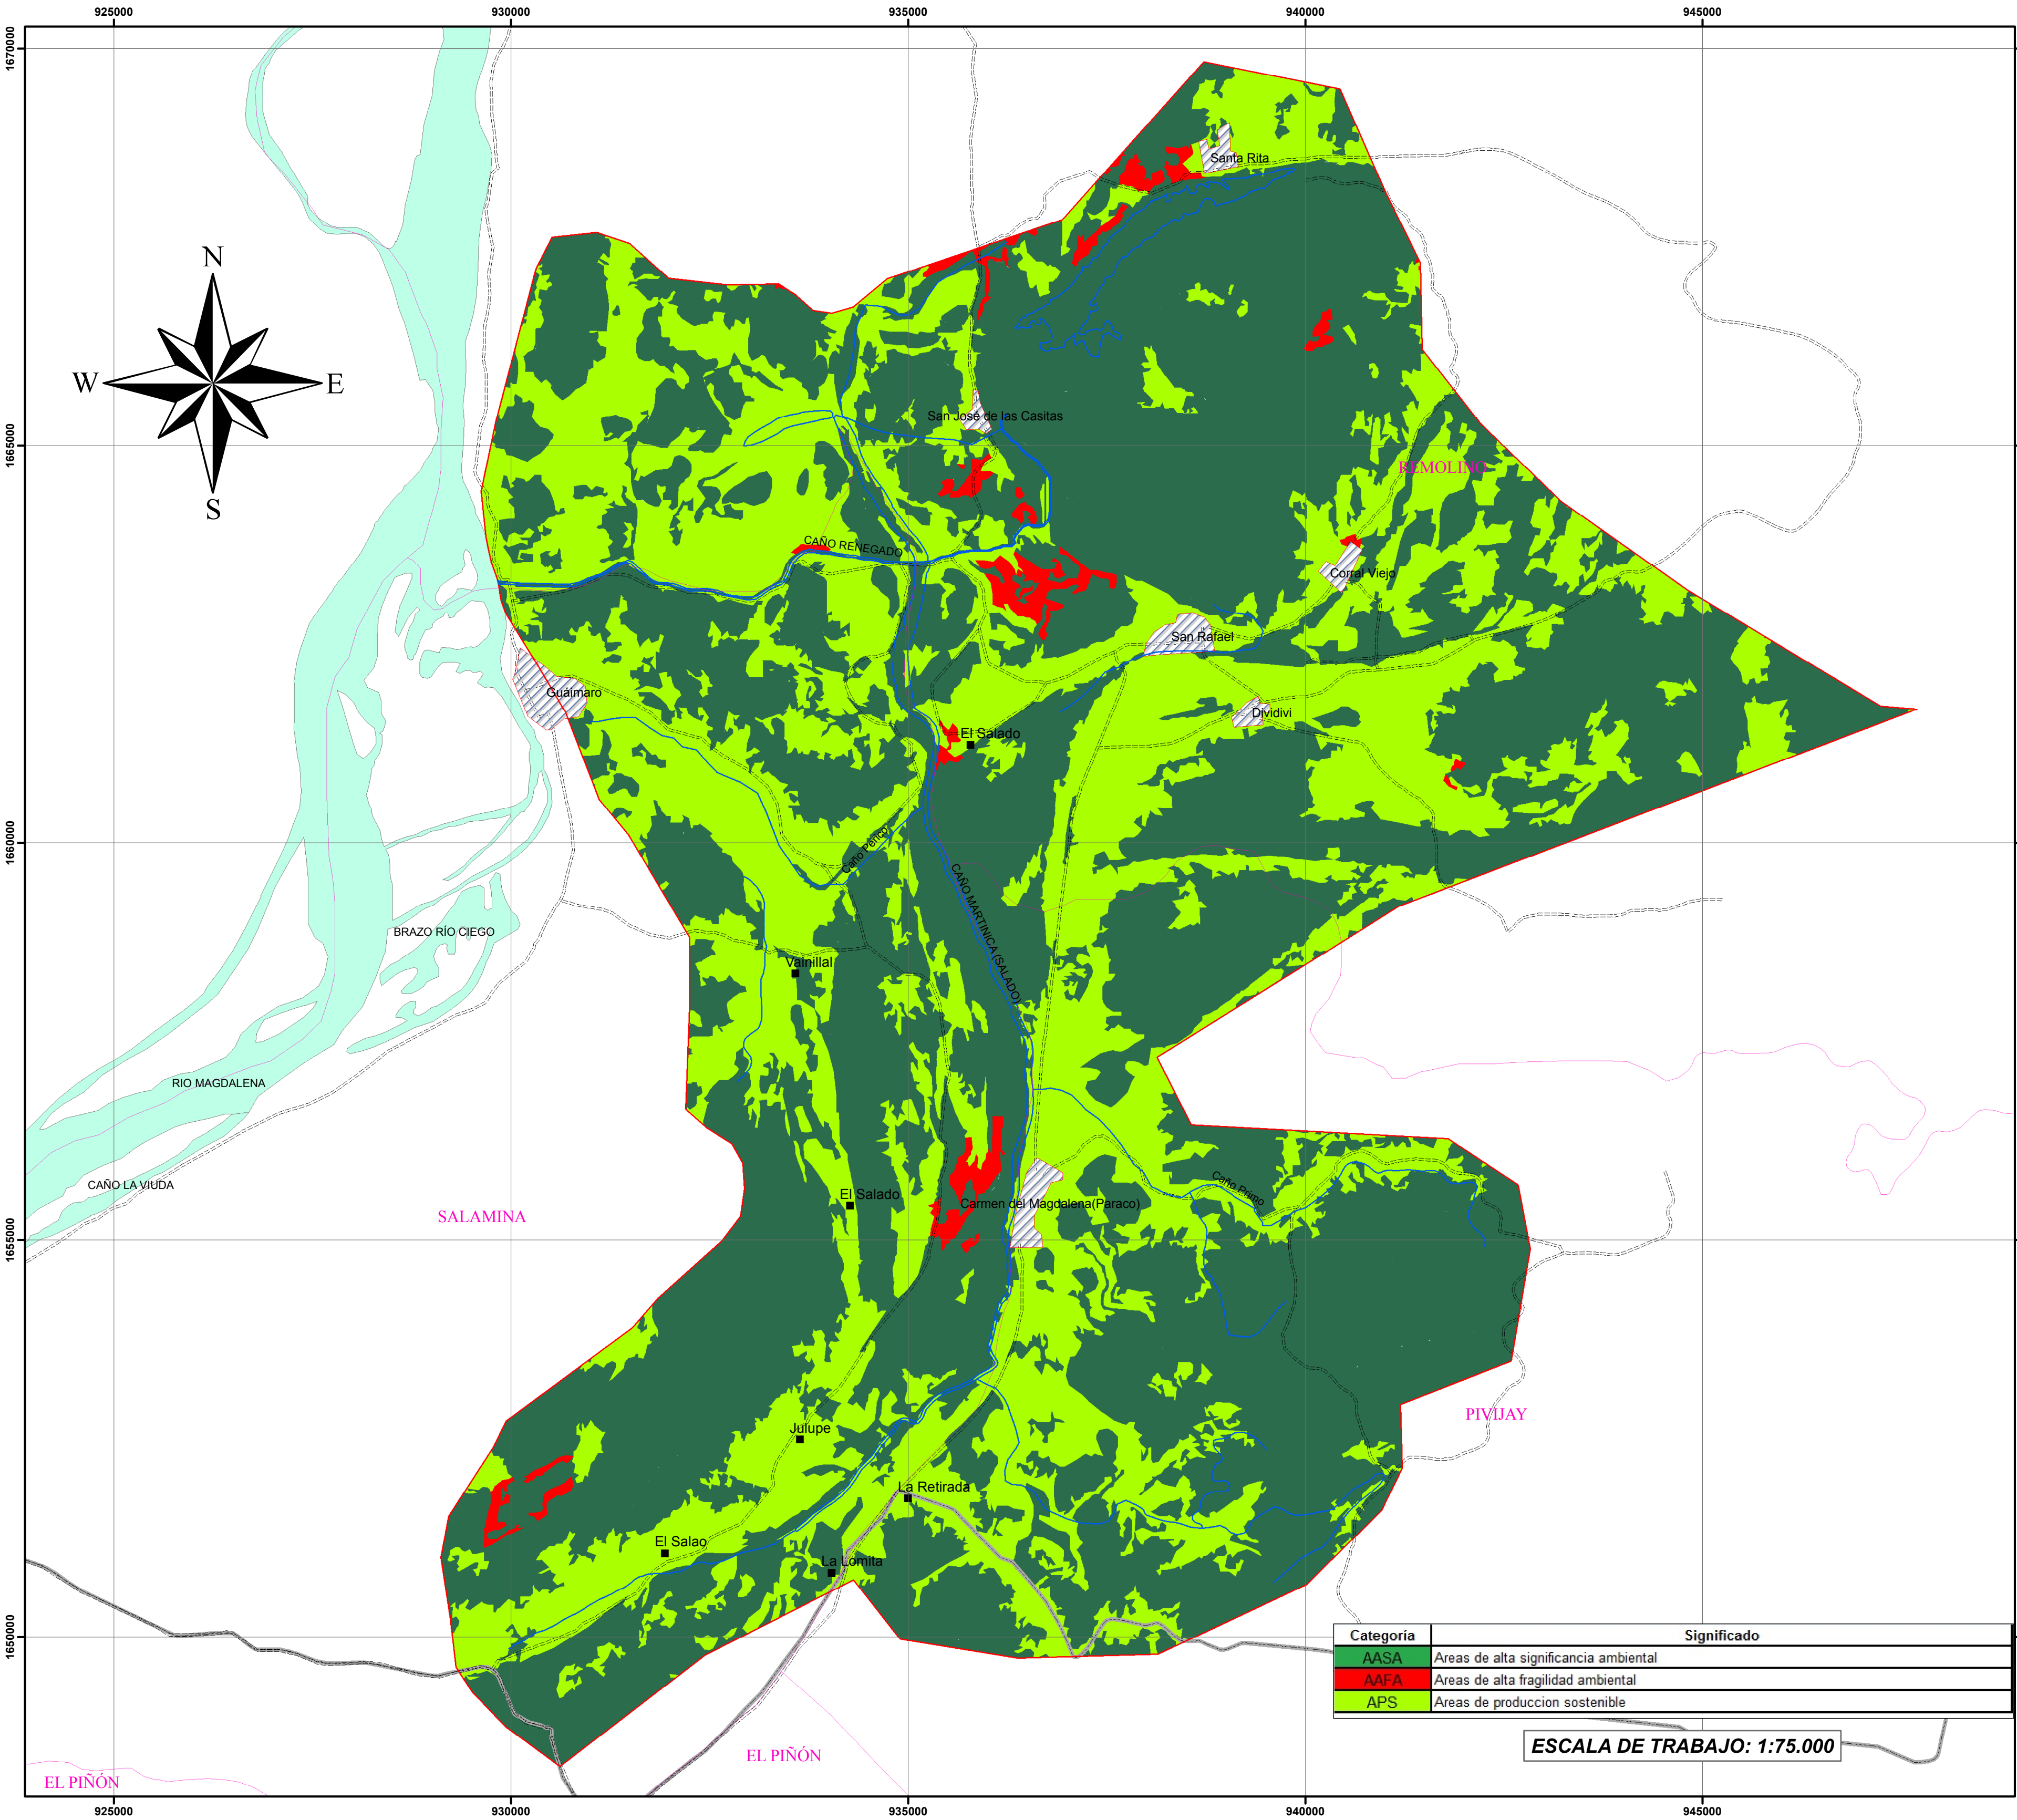 925000 930000 935000 940000 945000
1670000
Santa Rita
N
W E
S
San José de las Casitas
1665000
REMOLINO
CAÑO RENEGADO
Corral Viejo
San Rafael
Guáimaro
Dividivi
El Salado
1660000
Caño Perico
CAÑO MARTINICA (SALADO)
BRAZO RÍO CIEGO
Vainillal
RIO MAGDALENA
CAÑO LA VIUDA
Caño Primo
El Salado
Carmen del Magdalena(Paraco)
SALAMINA
1655000
PIVIJAY
Julupe
La Retirada
El Salao
La Lomita
1650000
Categoría Significado
AASA Areas de alta significancia ambiental
AAFA Areas de alta fragilidad ambiental
APS Areas de produccion sostenible
ESCALA DE TRABAJO: 1:75.000
EL PIÑÓN
EL PIÑÓN
925000 930000 935000 940000 945000